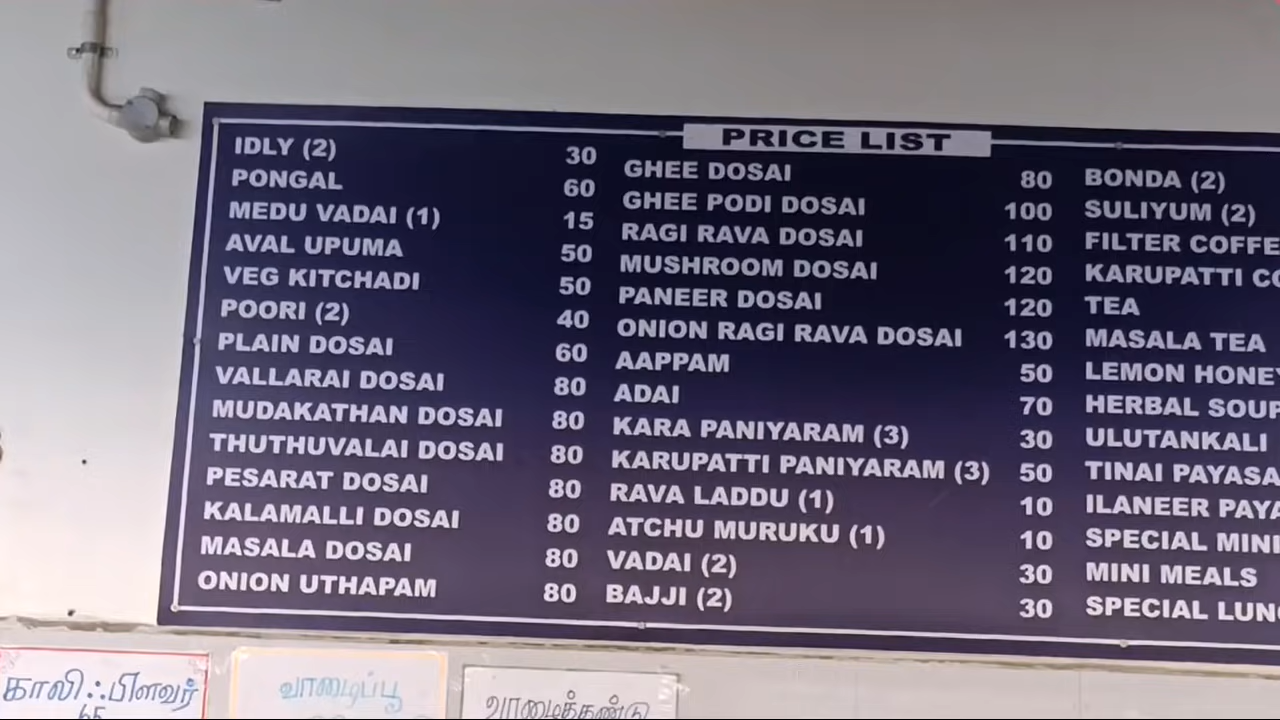 PRICE LIST
IDLY (2) 30
PONGAL 60
MEDU VADAI (1) 15
AVAL UPUMA 50
VEG KITCHADI 50
POORI (2) 40
PLAIN DOSAI 60
VALLARAI DOSAI 80
MUDAKATHAN DOSAI 80
THUTHUVALAI DOSAI 80
PESARAT DOSAI 80
KALAMALLI DOSAI 80
MASALA DOSAI 80
ONION UTHAPAM 80
GHEE DOSAI 80
GHEE PODI DOSAI 100
RAGI RAVA DOSAI 110
MUSHROOM DOSAI 120
PANEER DOSAI 120
ONION RAGI RAVA DOSAI 130
AAPPAM 50
ADAI 70
KARA PANIYARAM (3) 30
KARUPATTI PANIYARAM (3) 50
RAVA LADDU (1) 10
ATCHU MURUKU (1) 10
VADAI (2) 30
BAJJI (2) 30
BONDA (2)
SULIYUM (2)
FILTER COFFE
KARUPATTI
TEA
MASALA TEA
LEMON HONEY
HERBAL SOUP
ULUTANKALI
TINAI PAYASA
ILANEER PAYA
SPECIAL MINI
MINI MEALS
SPECIAL LUN
காலிஃபிளவர்
65
வாழைப்பூ
வாழைத்தண்டு